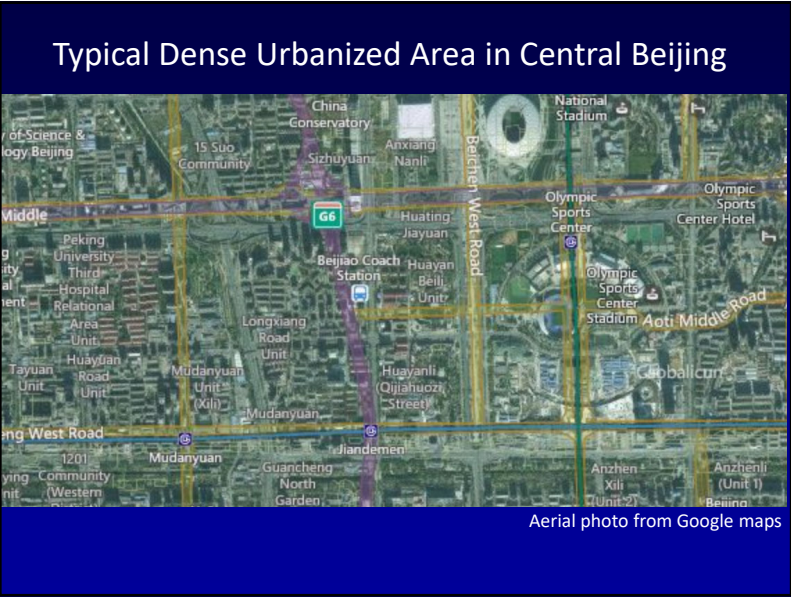 Typical Dense Urbanized Area in Central Beijing
China
Conservatory
National
Stadium
y of Science &
logy Beijing
15 Suo
Community
Sizhuyuan
Anxiang
Nanli
Beichen West Road
Middle
G6
Huating
Jiayuan
Olympic
Sports
Center
Olympic
Sports
Center Hotel
Peking
University
Third
Hospital
Relational
Area
Unit
Beijiao Coach
Station
Huayan
Beili
Unit
Olympic
Sports
Center
Stadium
Aoti Middle Road
Longxiang
Road
Unit
Tayuan
Unit
Huayuan
Road
Unit
Mudanyuan
Unit
(Xili)
Huayanli
(Qijiahuozi
Street)
Mudanyuan
eng West Road
Mudanyuan
Jiandemen
1201
Community
(Western
ying
nit
Guancheng
North
Garden
Anzhen
Xili
(Unit 2)
Anzhenli
(Unit 1)
Beijing
Aerial photo from Google maps